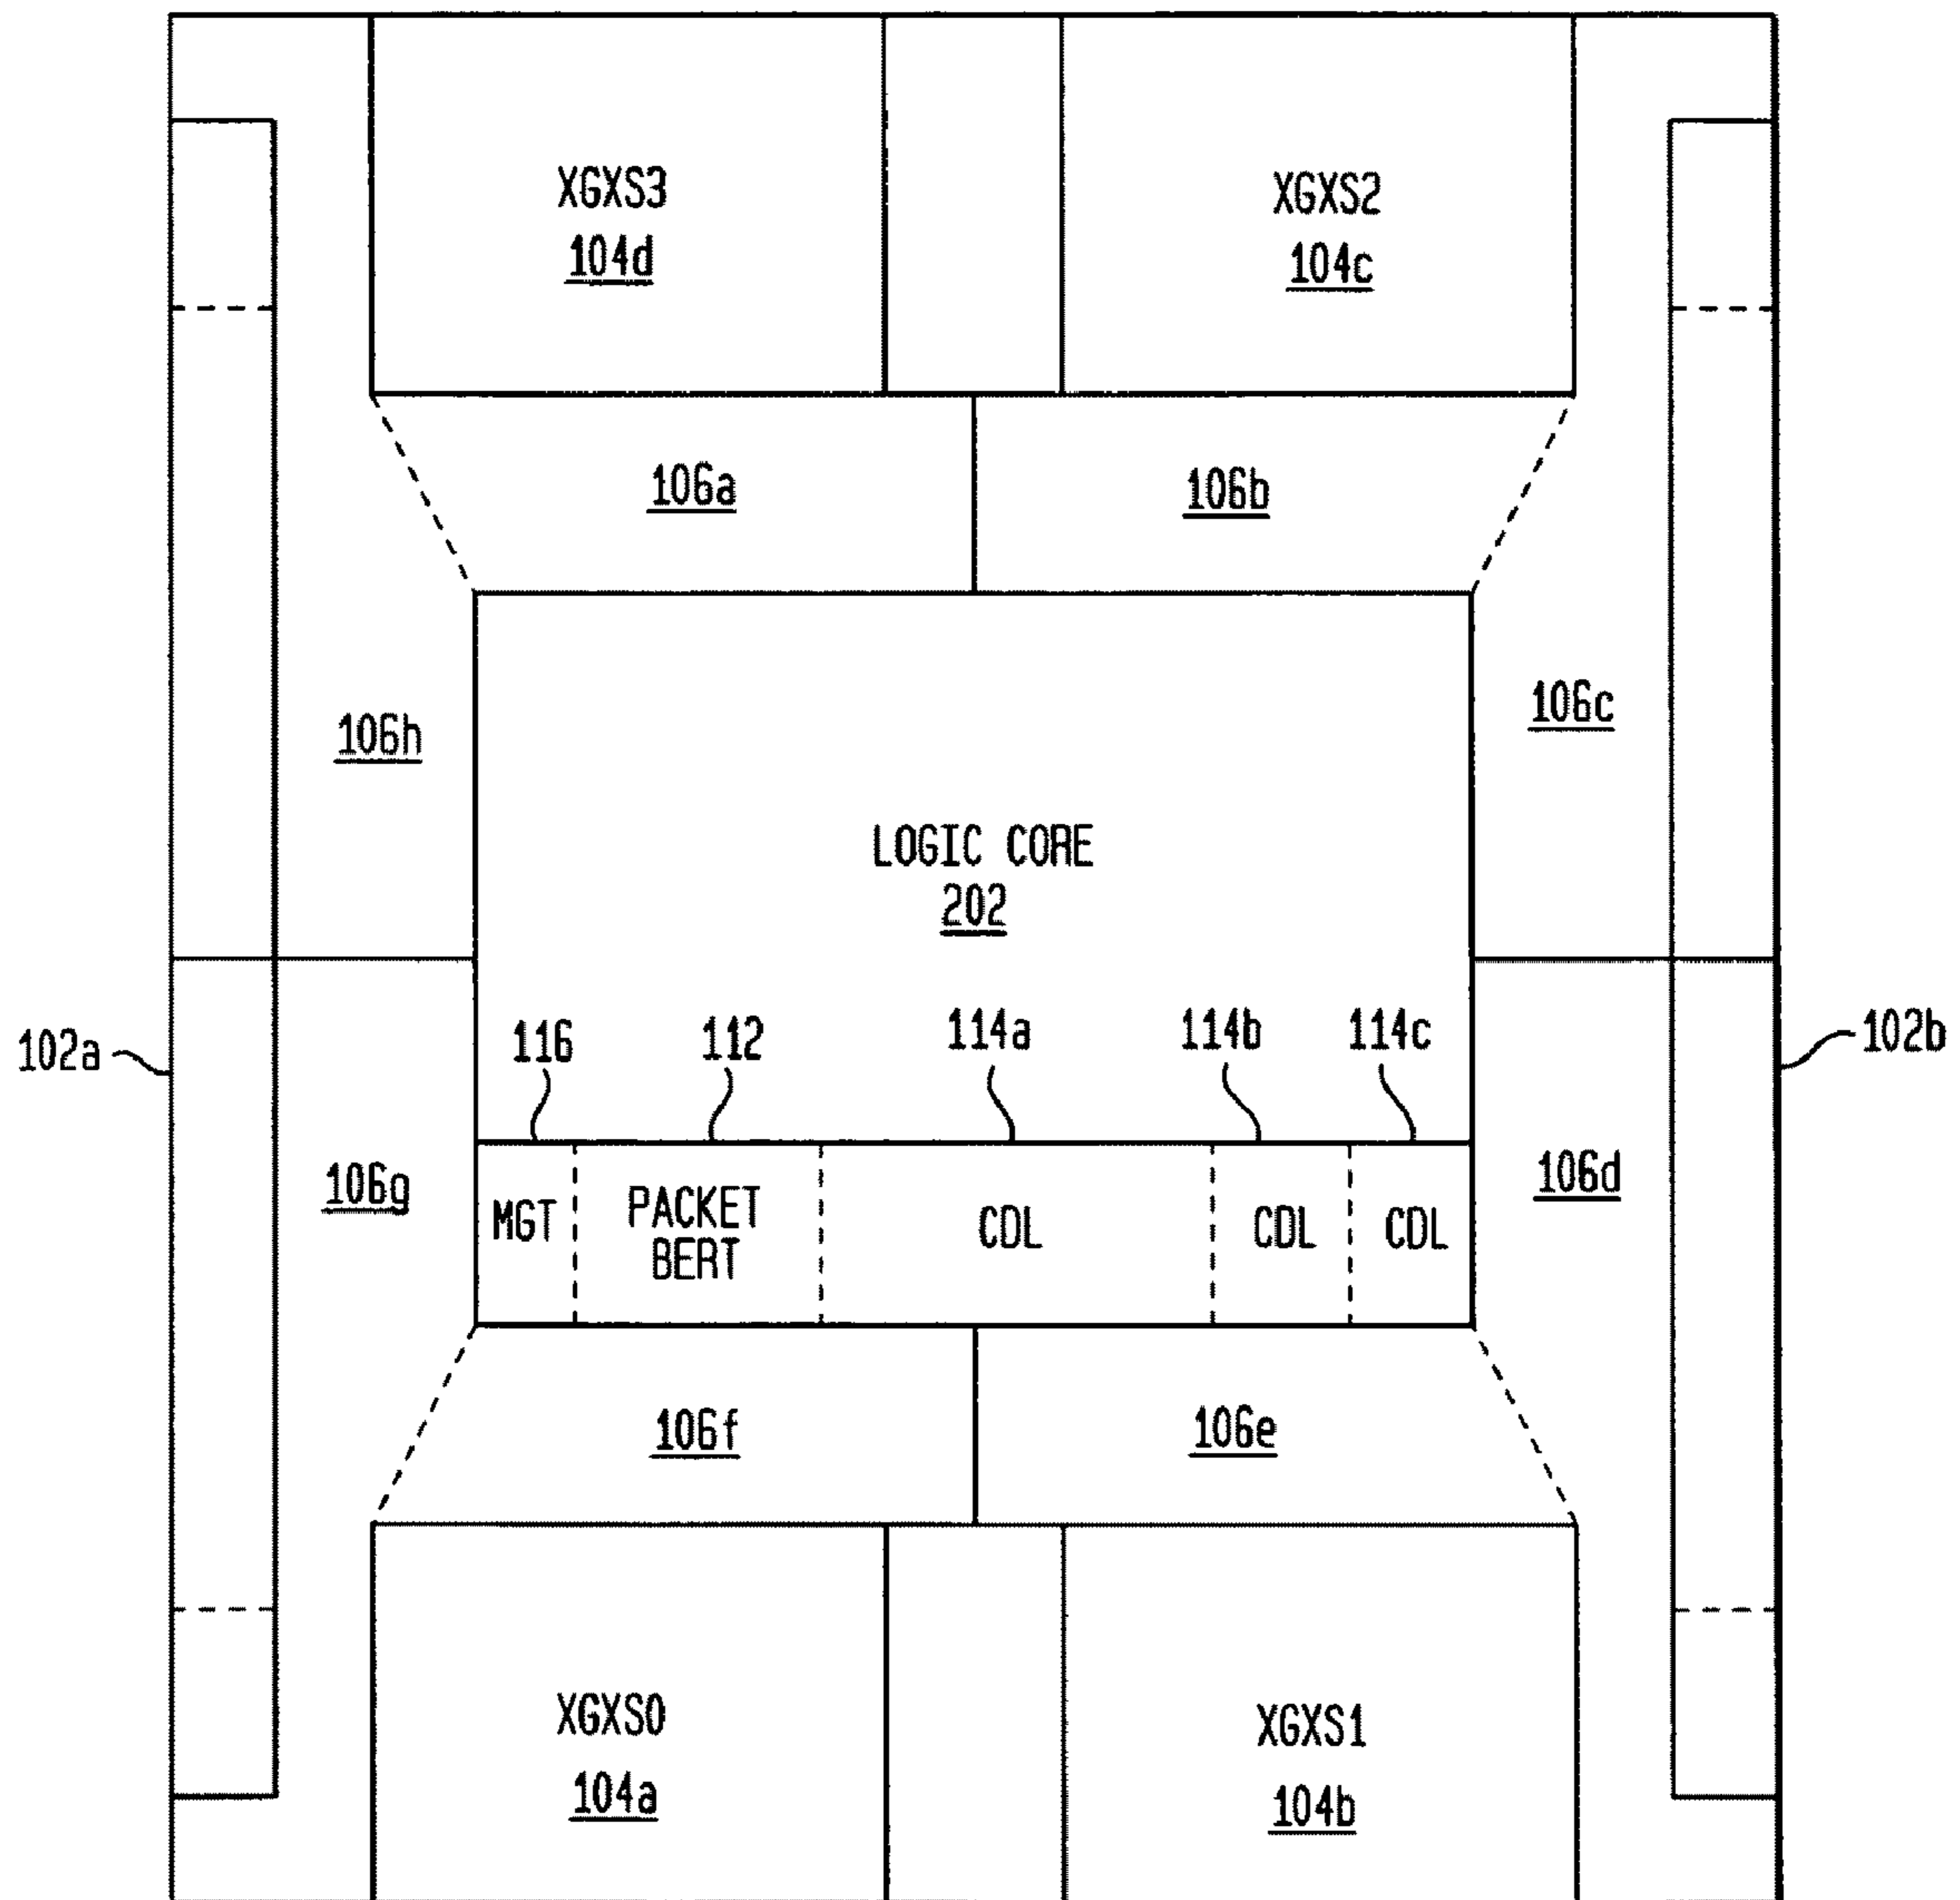 XGXS3
104d
XGXS2
104c
106a
106b
106h
106c
LOGIC CORE
202
102a
116
112
114a
114b
114c
102b
106g
MGT
PACKET
BERT
CDL
CDL
CDL
106d
106f
106e
XGXS0
104a
XGXS1
104b